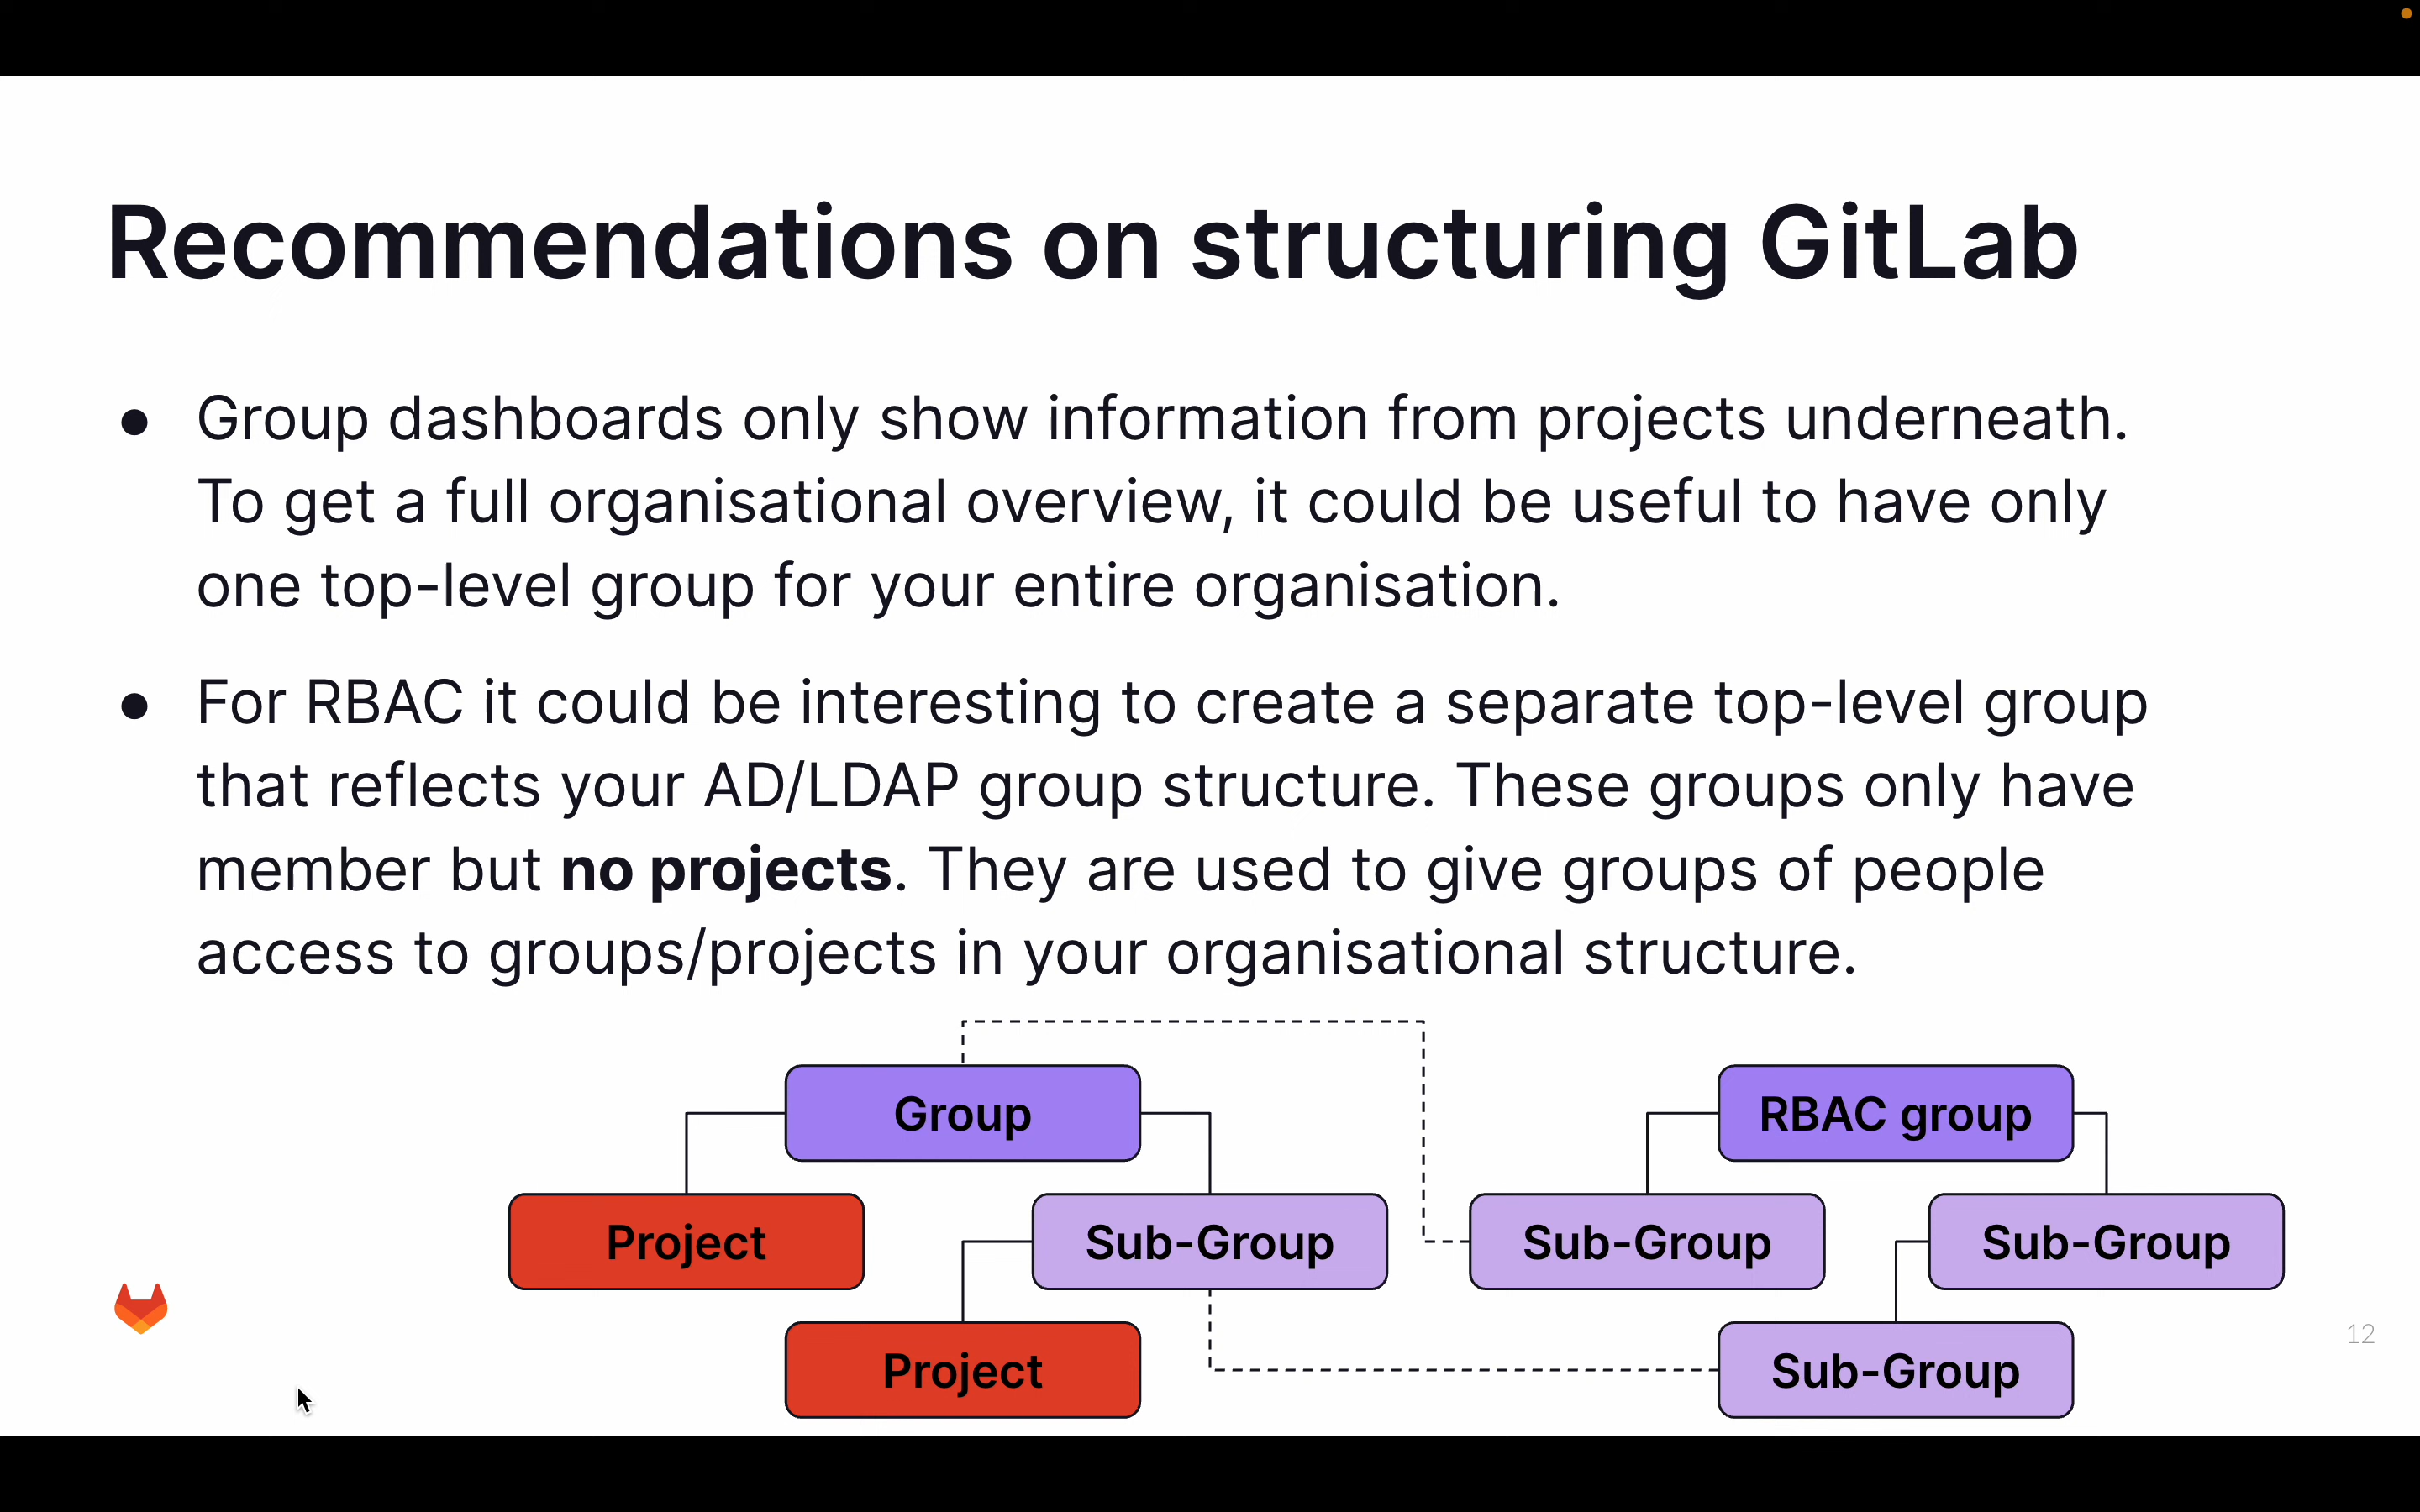 Recommendations on structuring GitLab
● Group dashboards only show information from projects underneath.
To get a full organisational overview, it could be useful to have only
one top-level group for your entire organisation.
● For RBAC it could be interesting to create a separate top-level group
that reflects your AD/LDAP group structure. These groups only have
member but no projects. They are used to give groups of people
access to groups/projects in your organisational structure.
Group
RBAC group
Project
Sub-Group
Sub-Group
Sub-Group
Project
Sub-Group
12